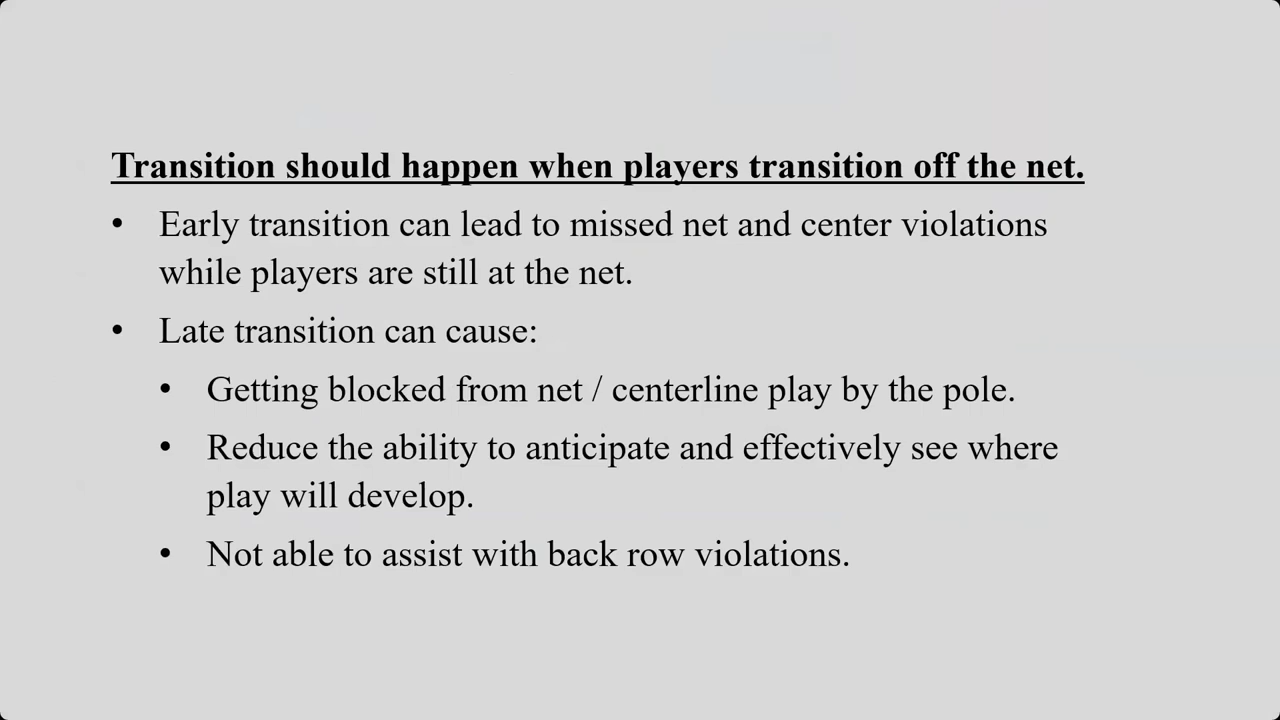 Transition should happen when players transition off the net.
• Early transition can lead to missed net and center violations
while players are still at the net.
• Late transition can cause:
• Getting blocked from net / centerline play by the pole.
• Reduce the ability to anticipate and effectively see where
play will develop.
• Not able to assist with back row violations.